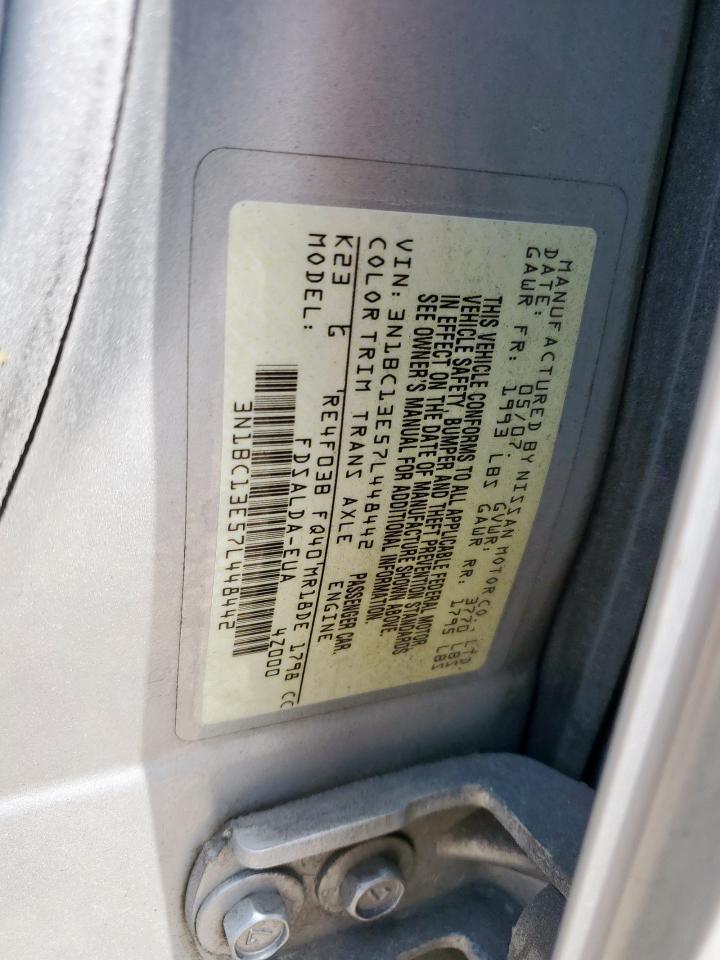 MANUFACTURED BY NISSAN MOTOR CO., LTD.
DATE: 05/07. GVWR: 3770 LBS
GAWR FR: 1993 LBS GAWR RR: 1795 LBS
THIS VEHICLE CONFORMS TO ALL APPLICABLE FEDERAL MOTOR
VEHICLE SAFETY, BUMPER AND THEFT PREVENTION STANDARDS
IN EFFECT ON THE DATE OF MANUFACTURE SHOWN ABOVE.
SEE OWNER'S MANUAL FOR ADDITIONAL INFORMATION.
VIN: 3N1BC13E57L448442 PASSENGER CAR
COLOR TRIM TRANS AXLE ENGINE
K23 G RE4F03B FQ40 MR18DE 1798 CC
MODEL: FDSALDA-EUA 4Z000
3N1BC13E57L448442